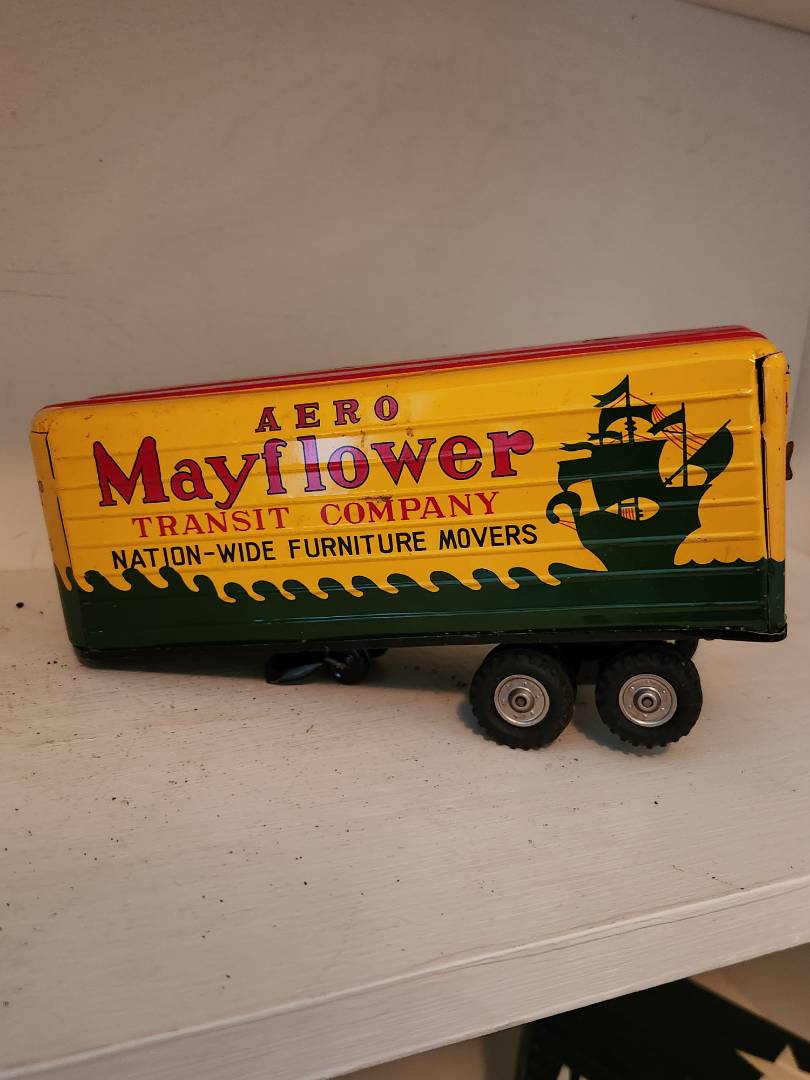 AERO
Mayflower
TRANSIT COMPANY
NATION-WIDE FURNITURE MOVERS